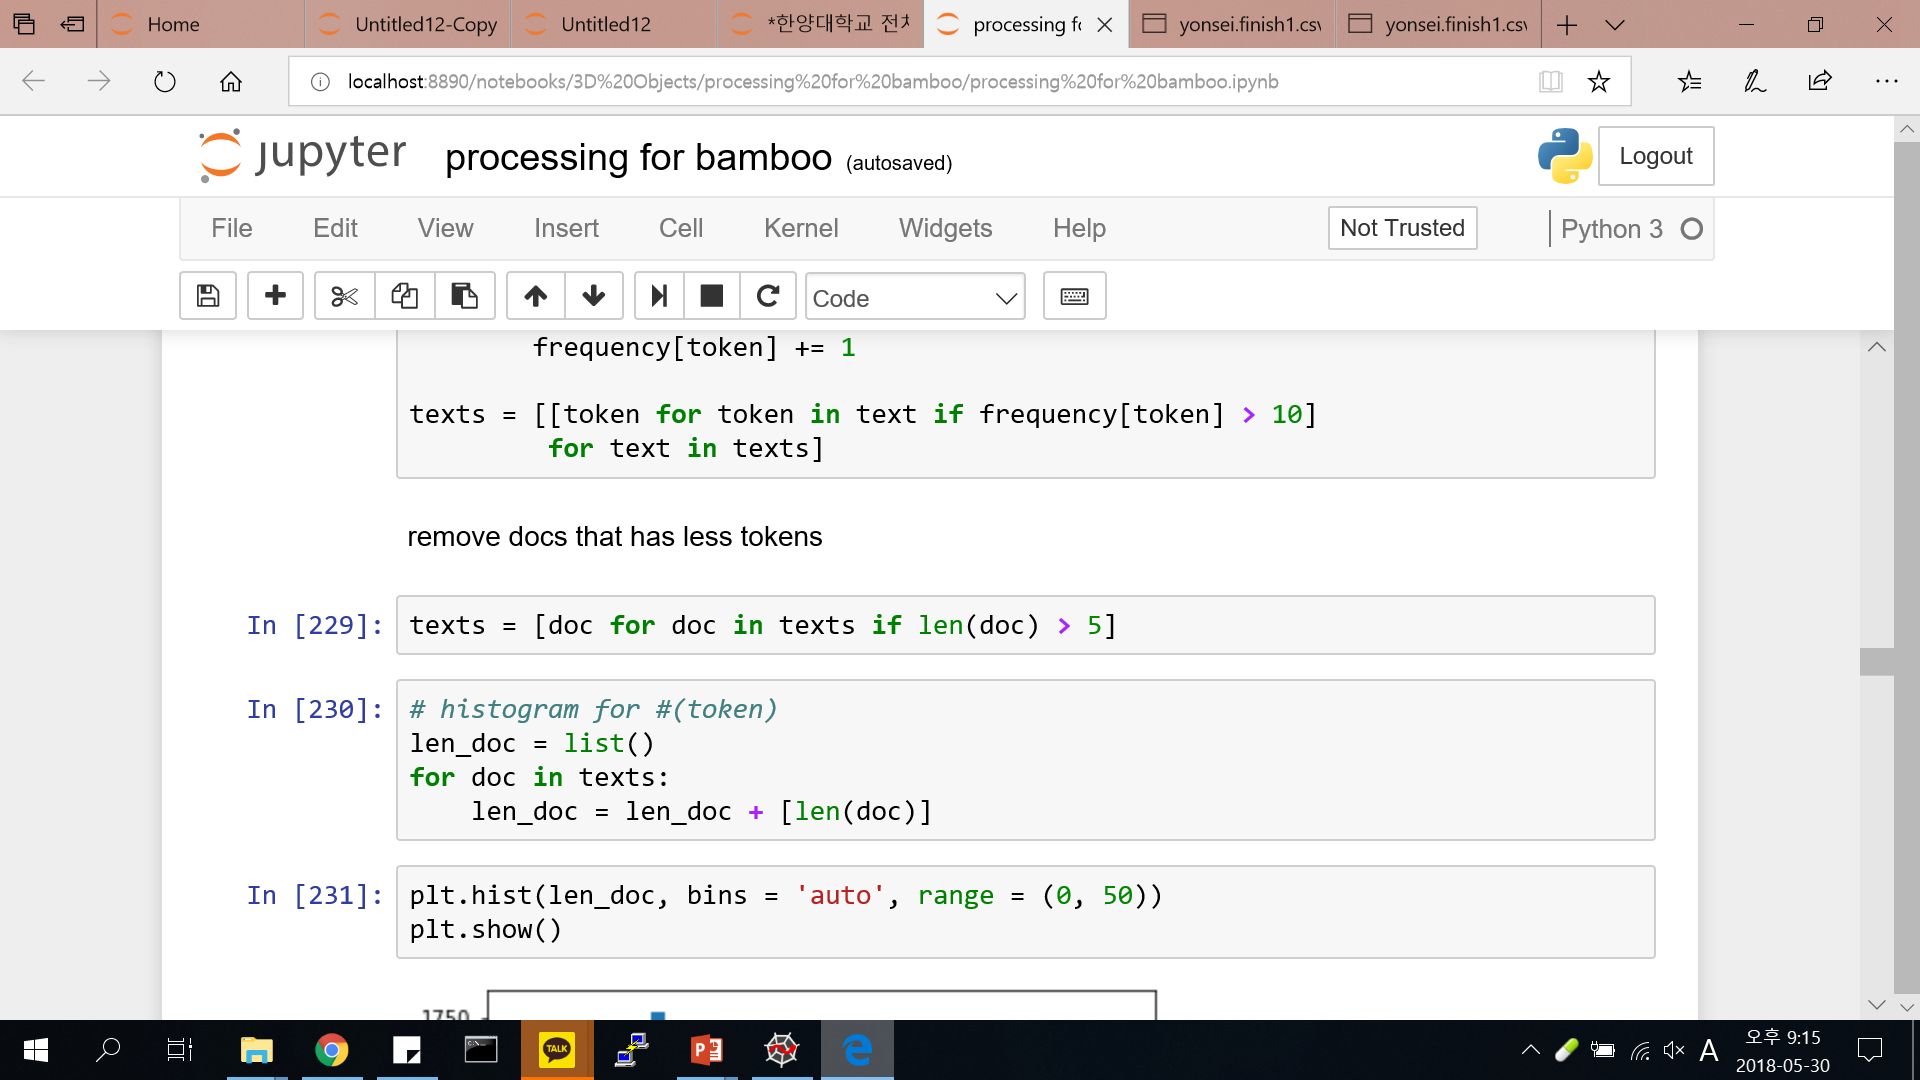 Home
Untitled12-Copy
Untitled12
*한양대학교 전체
processing fo
yonsei.finish1.csv
yonsei.finish1.csv
localhost:8890/notebooks/3D%20Objects/processing%20for%20bamboo/processing%20for%20bamboo.ipynb
jupyter
processing for bamboo (autosaved)
Logout
File Edit View Insert Cell Kernel Widgets Help
Not Trusted
Python 3
Code
frequency[token] += 1
texts = [[token for token in text if frequency[token] > 10]
for text in texts]
remove docs that has less tokens
In [229]: texts = [doc for doc in texts if len(doc) > 5]
In [230]: # histogram for #(token)
len_doc = list()
for doc in texts:
len_doc = len_doc + [len(doc)]
In [231]: plt.hist(len_doc, bins = 'auto', range = (0, 50))
plt.show()
1750
TALK
A
오후 9:15
2018-05-30